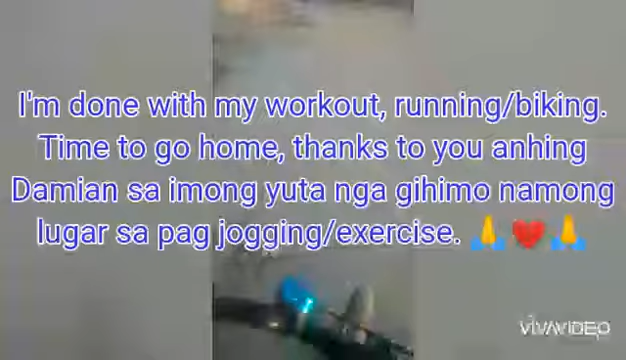 I'm done with my workout, running/biking.
Time to go home, thanks to you anhing
Damian sa imong yuta nga gihimo namong
lugar sa pag jogging/exercise. 🙏❤️🙏
VIVAVIDEO